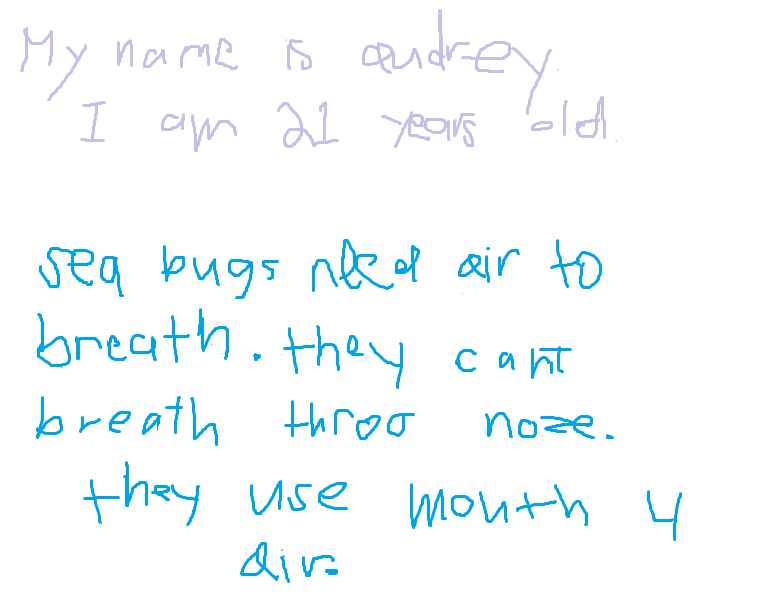 My name is audrey.
I am 21 years old.
sea bugs need air to
breath. they cant
breath throo noze.
they use mouth 4
air.